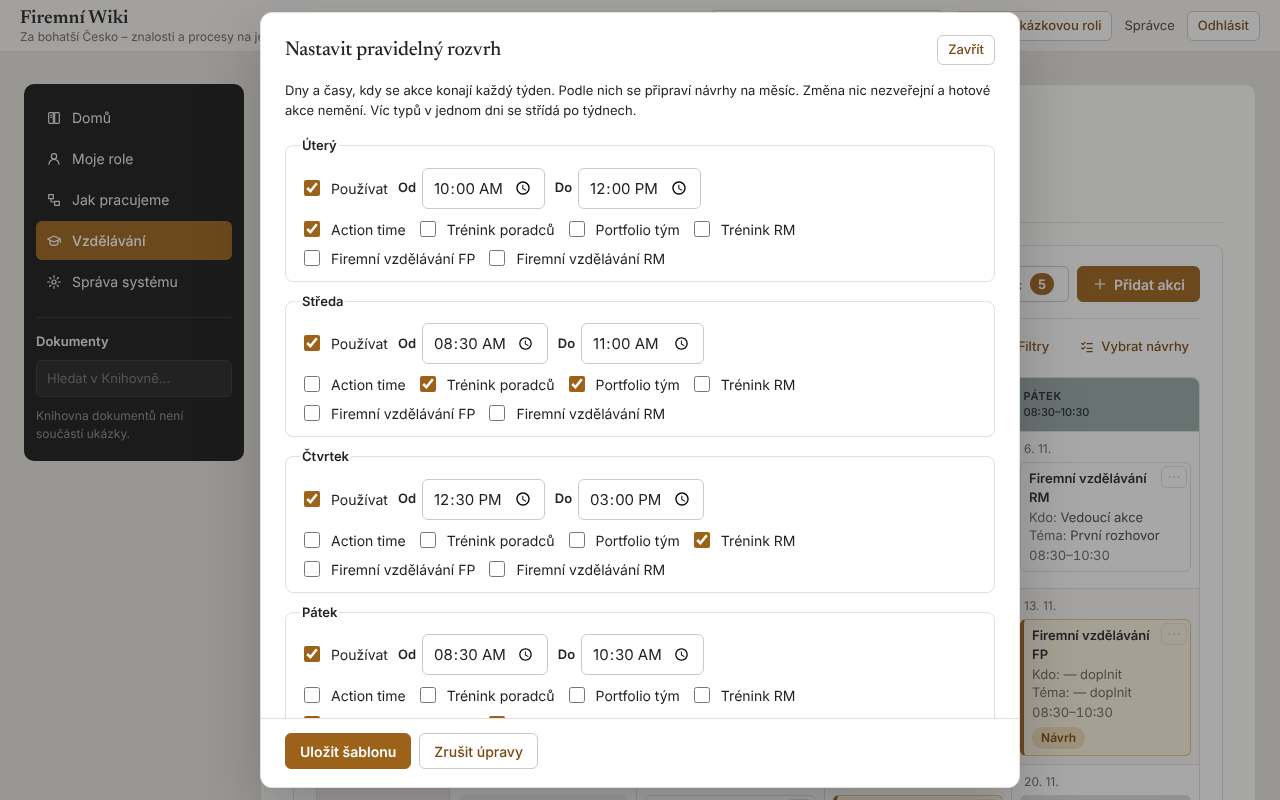 Firemní Wiki
Za bohatší Česko – znalosti a procesy na
kázkovou roli
Správce
Odhlásit
Domů
Moje role
Jak pracujeme
Vzdělávání
Správa systému
Dokumenty
Hledat v Knihovně…
Knihovna dokumentů není
součástí ukázky.
Nastavit pravidelný rozvrh
Zavřít
Dny a časy, kdy se akce konají každý týden. Podle nich se připraví návrhy na měsíc. Změna nic nezveřejní a hotové
akce nemění. Víc typů v jednom dni se střídá po týdnech.
Úterý
Používat Od 10:00 AM Do 12:00 PM
Action time Trénink poradců Portfolio tým Trénink RM
Firemní vzdělávání FP Firemní vzdělávání RM
Středa
Používat Od 08:30 AM Do 11:00 AM
Action time Trénink poradců Portfolio tým Trénink RM
Firemní vzdělávání FP Firemní vzdělávání RM
Čtvrtek
Používat Od 12:30 PM Do 03:00 PM
Action time Trénink poradců Portfolio tým Trénink RM
Firemní vzdělávání FP Firemní vzdělávání RM
Pátek
Používat Od 08:30 AM Do 10:30 AM
Action time Trénink poradců Portfolio tým Trénink RM
Uložit šablonu
Zrušit úpravy
5
+ Přidat akci
Filtry
Vybrat návrhy
PÁTEK
08:30–10:30
6. 11.
Firemní vzdělávání
RM
Kdo: Vedoucí akce
Téma: První rozhovor
08:30–10:30
13. 11.
Firemní vzdělávání
FP
Kdo: — doplnit
Téma: — doplnit
08:30–10:30
Návrh
20. 11.